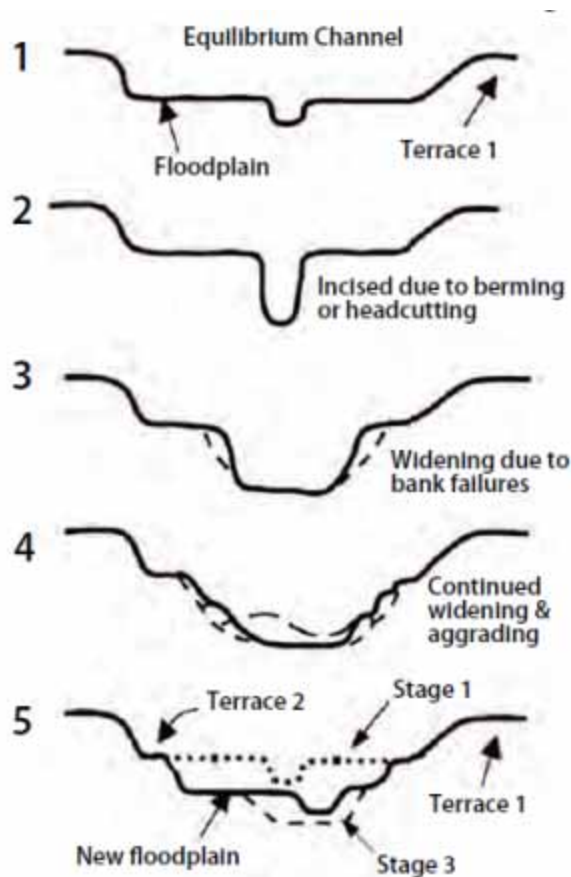 Equilibrium Channel
1
Floodplain
Terrace 1
2
Incised due to berming
or headcutting
3
Widening due to
bank failures
4
Continued
widening &
aggrading
5
Terrace 2
Stage 1
Terrace 1
New floodplain
Stage 3